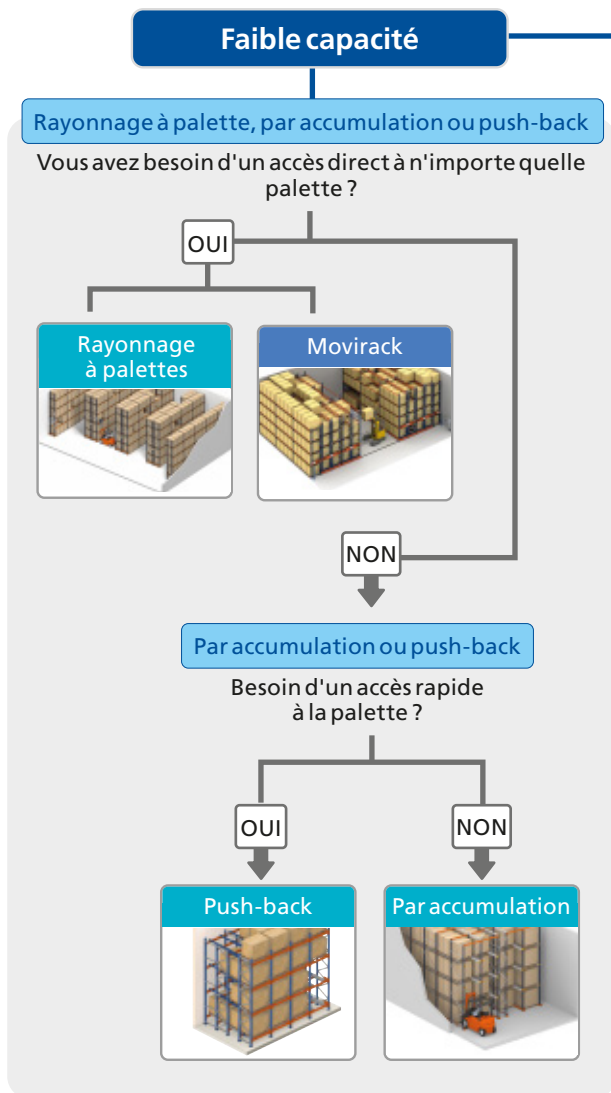 Faible capacité
Rayonnage à palette, par accumulation ou push-back
Vous avez besoin d'un accès direct à n'importe quelle
palette ?
OUI
Rayonnage
à palettes
Movirack
NON
Par accumulation ou push-back
Besoin d'un accès rapide
à la palette ?
OUI
NON
Push-back
Par accumulation